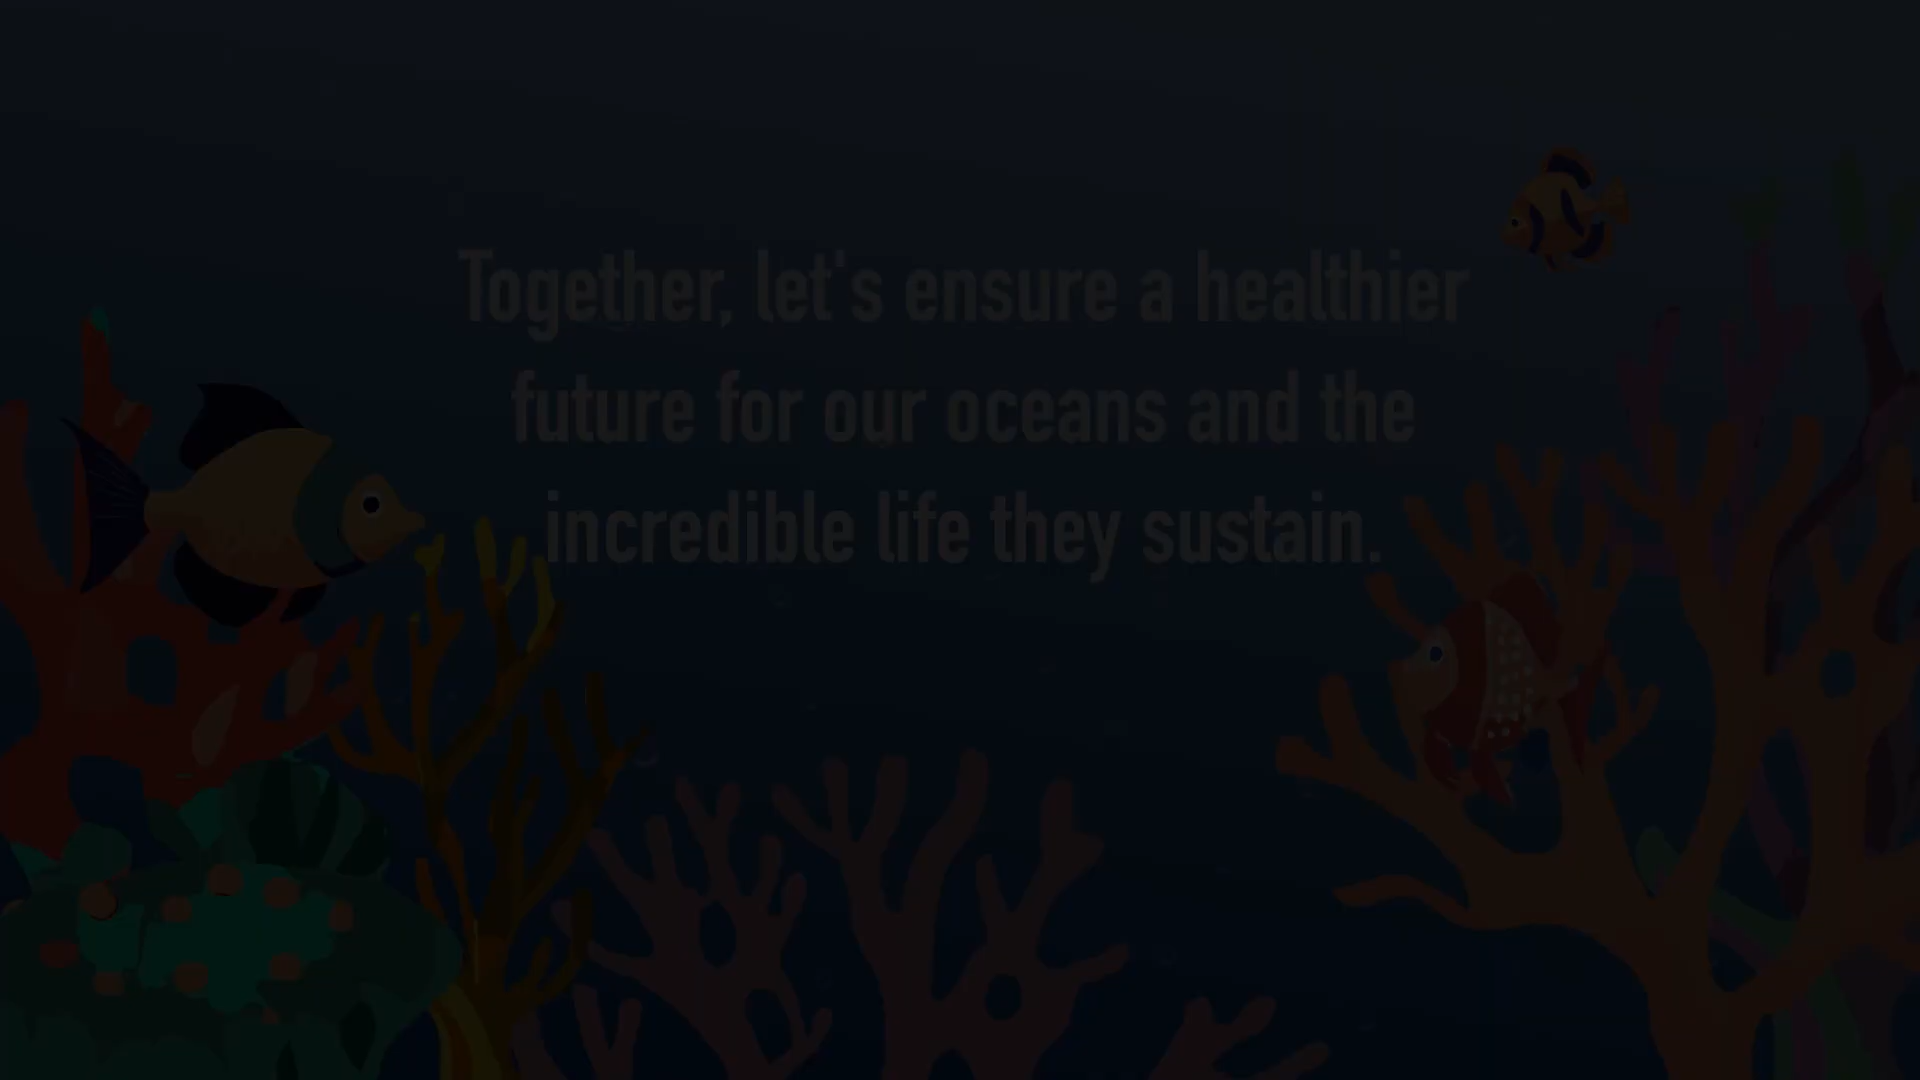 Together, let's ensure a healthier
future for our oceans and the
incredible life they sustain.